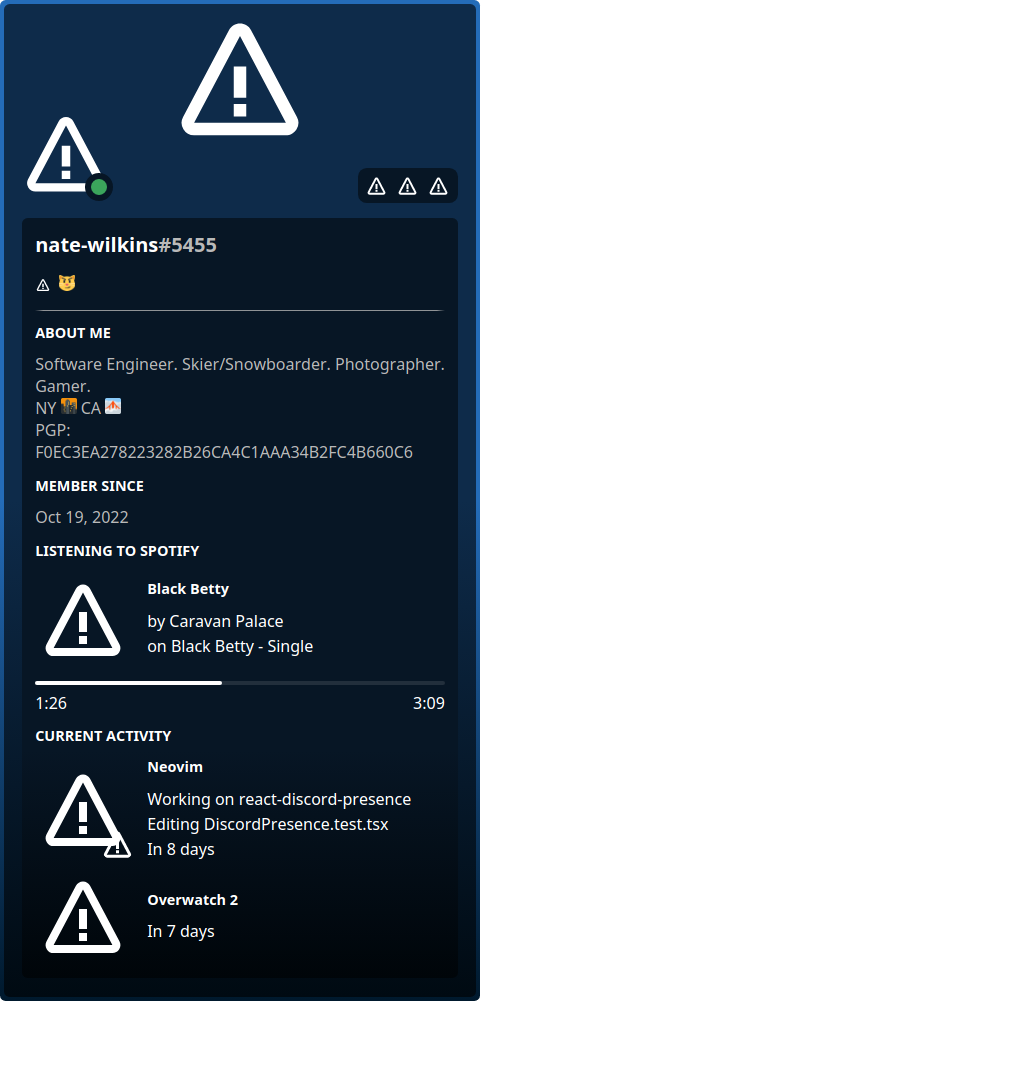 nate-wilkins#5455
ABOUT ME
Software Engineer. Skier/Snowboarder. Photographer.
Gamer.
NY CA
PGP:
F0EC3EA278223282B26CA4C1AAA34B2FC4B660C6
MEMBER SINCE
Oct 19, 2022
LISTENING TO SPOTIFY
Black Betty
by Caravan Palace
on Black Betty - Single
1:26 3:09
CURRENT ACTIVITY
Neovim
Working on react-discord-presence
Editing DiscordPresence.test.tsx
In 8 days
Overwatch 2
In 7 days